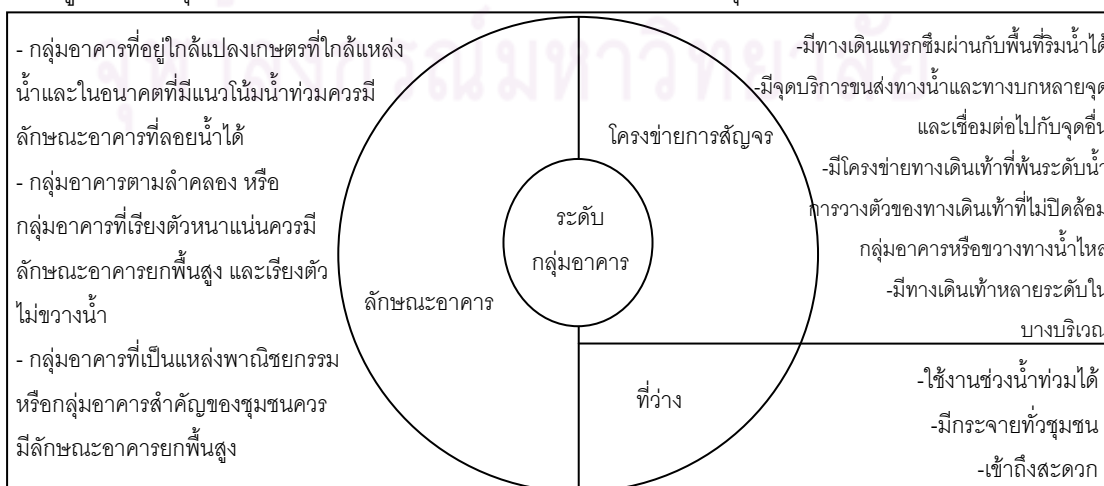 - กลุ่มอาคารที่อยู่ใกล้แปลงเกษตรที่ใกล้แหล่ง
น้ำและในอนาคตที่มีแนวโน้มน้ำท่วมควรมี
ลักษณะอาคารที่ลอยน้ำได้
- กลุ่มอาคารตามลำคลอง หรือ
กลุ่มอาคารที่เรียงตัวหนาแน่นควรมี
ลักษณะอาคารยกพื้นสูง และเรียงตัว
ไม่ขวางน้ำ
- กลุ่มอาคารที่เป็นแหล่งพาณิชยกรรม
หรือกลุ่มอาคารสำคัญของชุมชนควร
มีลักษณะอาคารยกพื้นสูง
ลักษณะอาคาร
ระดับ
กลุ่มอาคาร
โครงข่ายการสัญจร
-มีทางเดินแทรกซึมผ่านกับพื้นที่ริมน้ำได้
-มีจุดบริการขนส่งทางน้ำและทางบกหลายจุด
และเชื่อมต่อไปกับจุดอื่น
-มีโครงข่ายทางเดินเท้าที่พ้นระดับน้ำ
การวางตัวของทางเดินเท้าที่ไม่ปิดล้อม
กลุ่มอาคารหรือขวางทางน้ำไหล
-มีทางเดินเท้าหลายระดับใน
บางบริเวณ
ที่ว่าง
-ใช้งานช่วงน้ำท่วมได้
-มีกระจายทั่วชุมชน
-เข้าถึงสะดวก
จุฬาลงกรณ์มหาวิทยาลัย